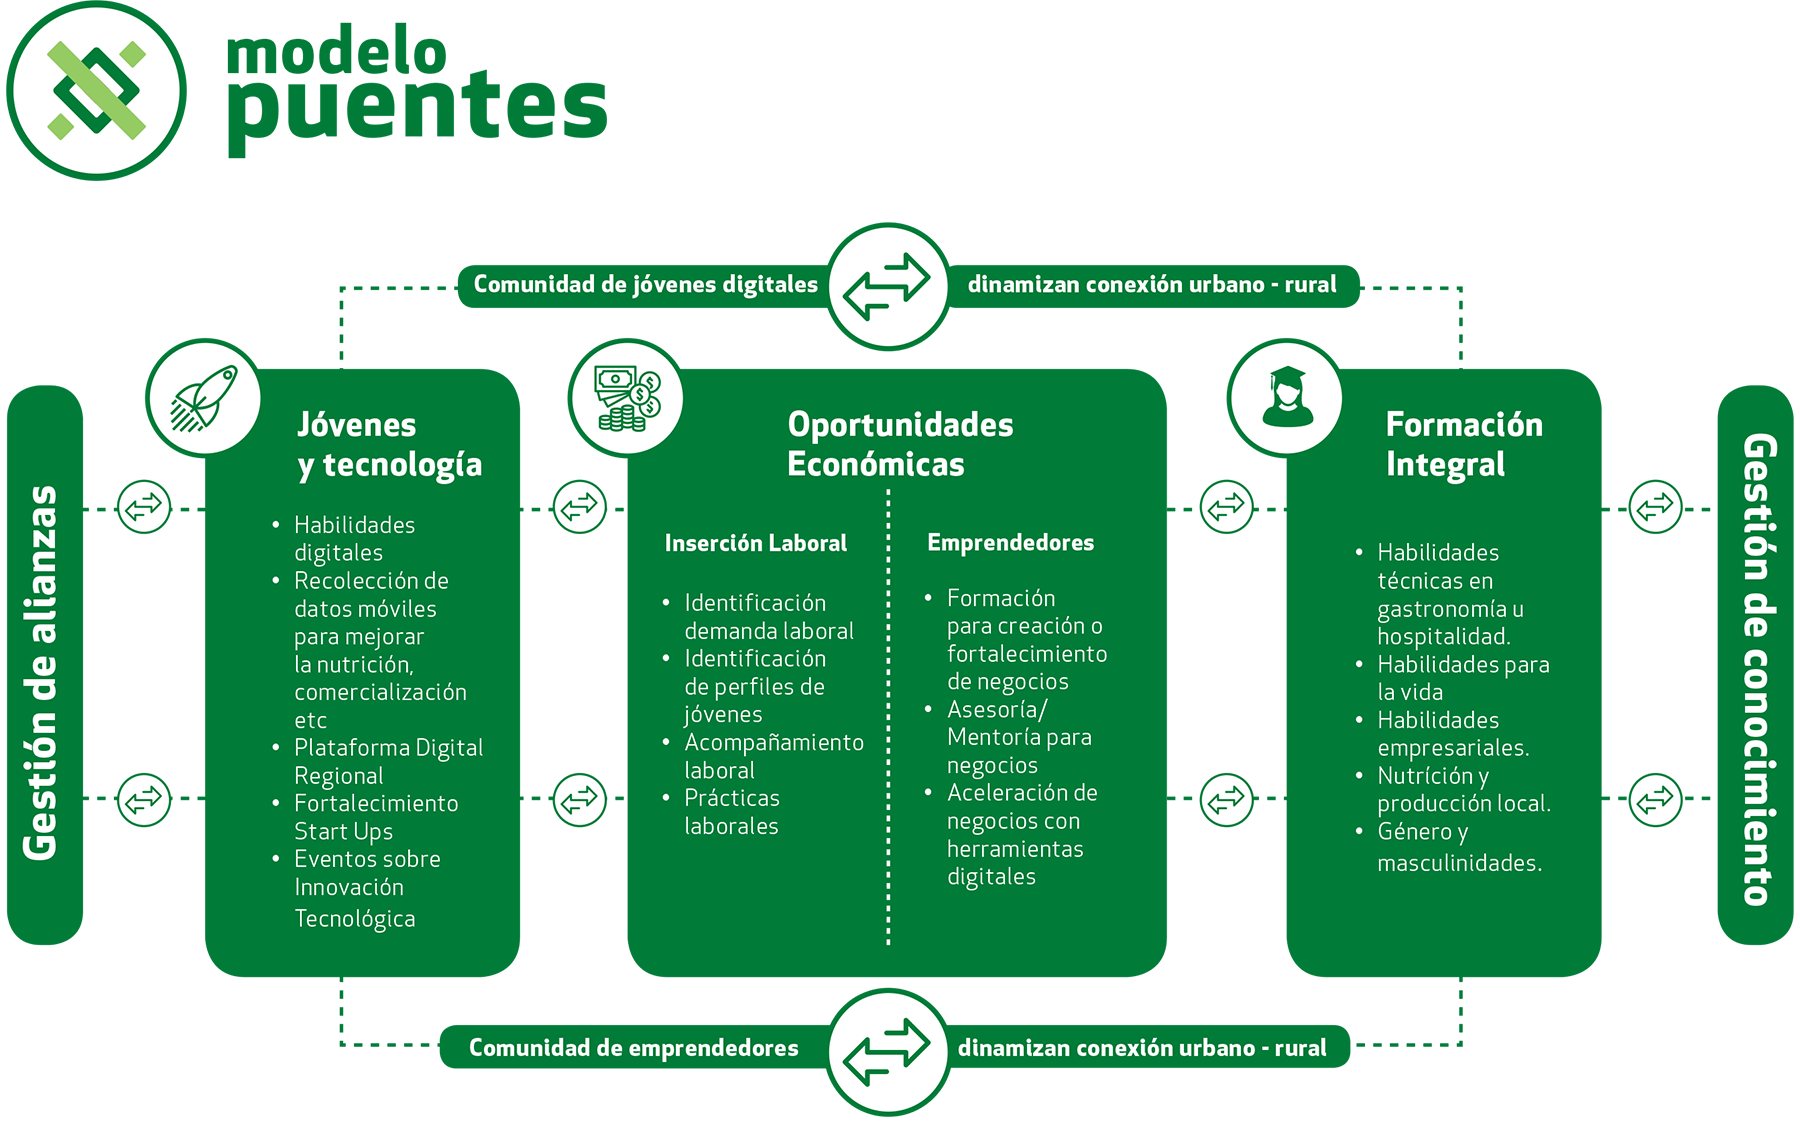 modelo
puentes
Comunidad de jóvenes digitales
dinamizan conexión urbano - rural
Gestión de alianzas
Jóvenes
y tecnología
• Habilidades
digitales
• Recolección de
datos móviles
para mejorar
la nutrición,
comercialización
etc
• Plataforma Digital
Regional
• Fortalecimiento
Start Ups
• Eventos sobre
Innovación
Tecnológica
Oportunidades
Económicas
Inserción Laboral
• Identificación
demanda laboral
• Identificación
de perfiles de
jóvenes
• Acompañamiento
laboral
• Prácticas
laborales
Emprendedores
• Formación
para creación o
fortalecimiento
de negocios
• Asesoría/
Mentoría para
negocios
• Aceleración de
negocios con
herramientas
digitales
Formación
Integral
• Habilidades
técnicas en
gastronomía u
hospitalidad.
• Habilidades para
la vida
• Habilidades
empresariales.
• Nutríción y
producción local.
• Género y
masculinidades.
Gestión de conocimiento
Comunidad de emprendedores
dinamizan conexión urbano - rural